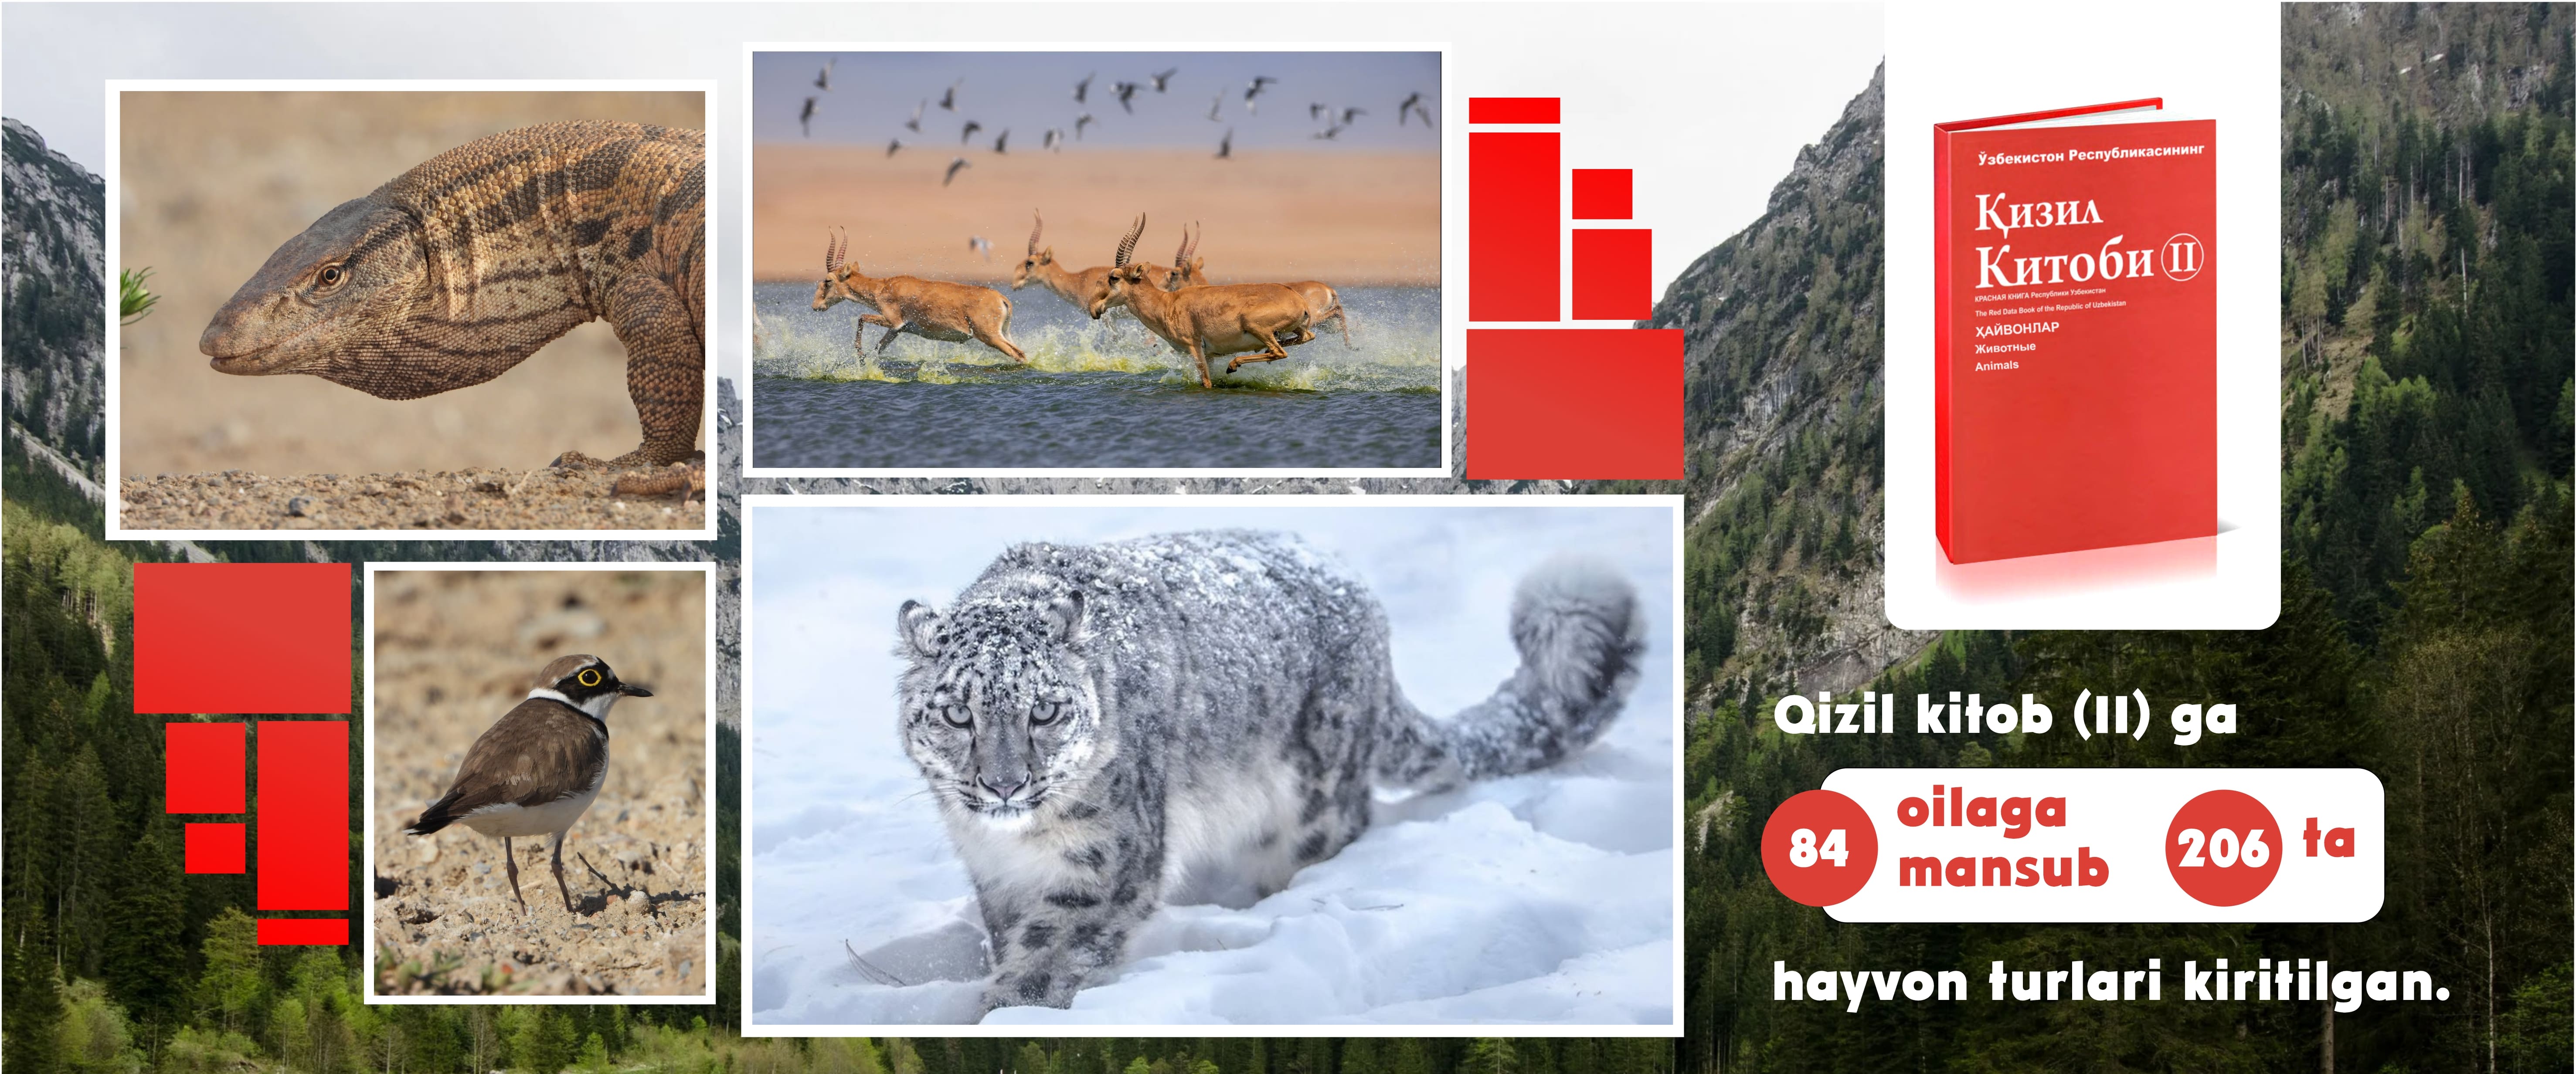 Ўзбекистон Республикасининг
Қизил
Китоби II
КРАСНАЯ КНИГА Республики Узбекистан
The Red Data Book of the Republic of Uzbekistan
ҲАЙВОНЛАР
Животные
Animals
Qizil kitob (II) ga
84 oilaga mansub 206 ta
hayvon turlari kiritilgan.